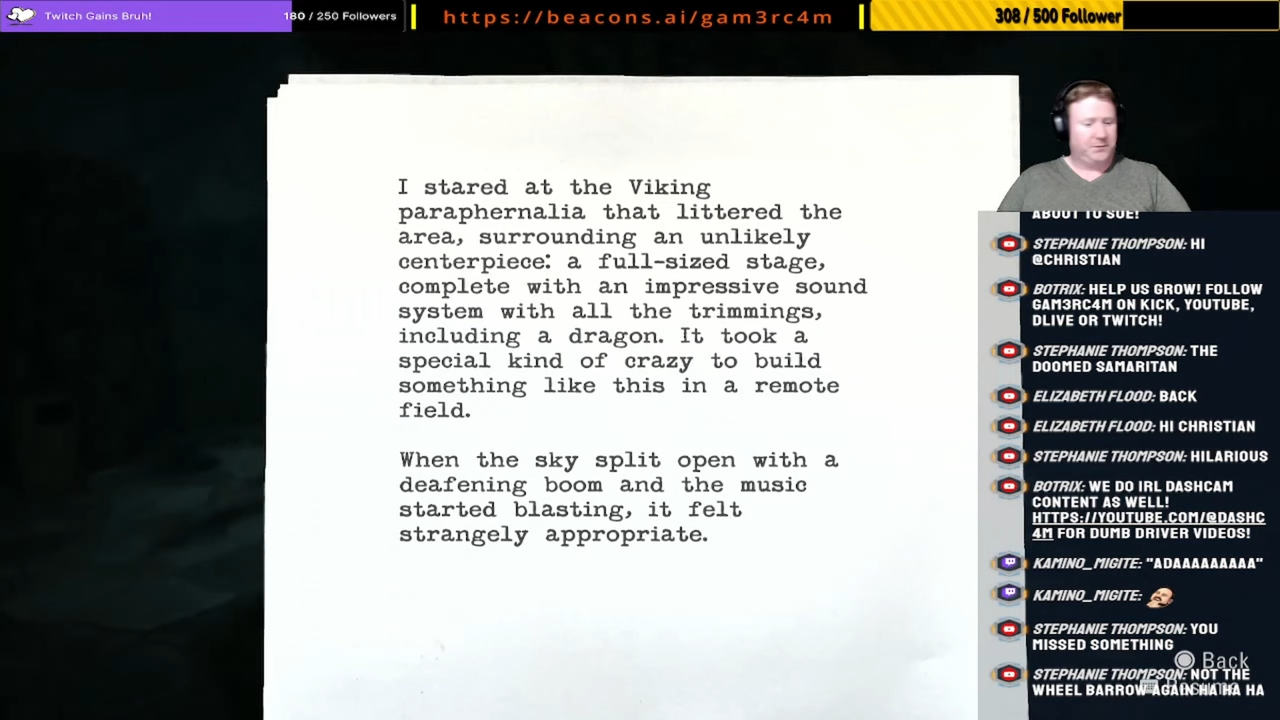 Twitch Gains Bruh!
180 / 250 Followers
https://beacons.ai/gam3rc4m
308 / 500 Follower
I stared at the Viking
paraphernalia that littered the
area, surrounding an unlikely
centerpiece: a full-sized stage,
complete with an impressive sound
system with all the trimmings,
including a dragon. It took a
special kind of crazy to build
something like this in a remote
field.
When the sky split open with a
deafening boom and the music
started blasting, it felt
strangely appropriate.
ABOUT TO SUE!
STEPHANIE THOMPSON: HI
@CHRISTIAN
BOTRIX: HELP US GROW! FOLLOW
GAM3RC4M ON KICK, YOUTUBE,
DLIVE OR TWITCH!
STEPHANIE THOMPSON: THE
DOOMED SAMARITAN
ELIZABETH FLOOD: BACK
ELIZABETH FLOOD: HI CHRISTIAN
STEPHANIE THOMPSON: HILARIOUS
BOTRIX: WE DO IRL DASHCAM
CONTENT AS WELL!
HTTPS://YOUTUBE.COM/@DASHC
4M FOR DUMB DRIVER VIDEOS!
KAMINO_MIGITE: "ADAAAAAAAAA"
KAMINO_MIGITE:
STEPHANIE THOMPSON: YOU
MISSED SOMETHING
Back
STEPHANIE THOMPSON: NOT THE
WHEEL BARROW AGAIN HA HA HA